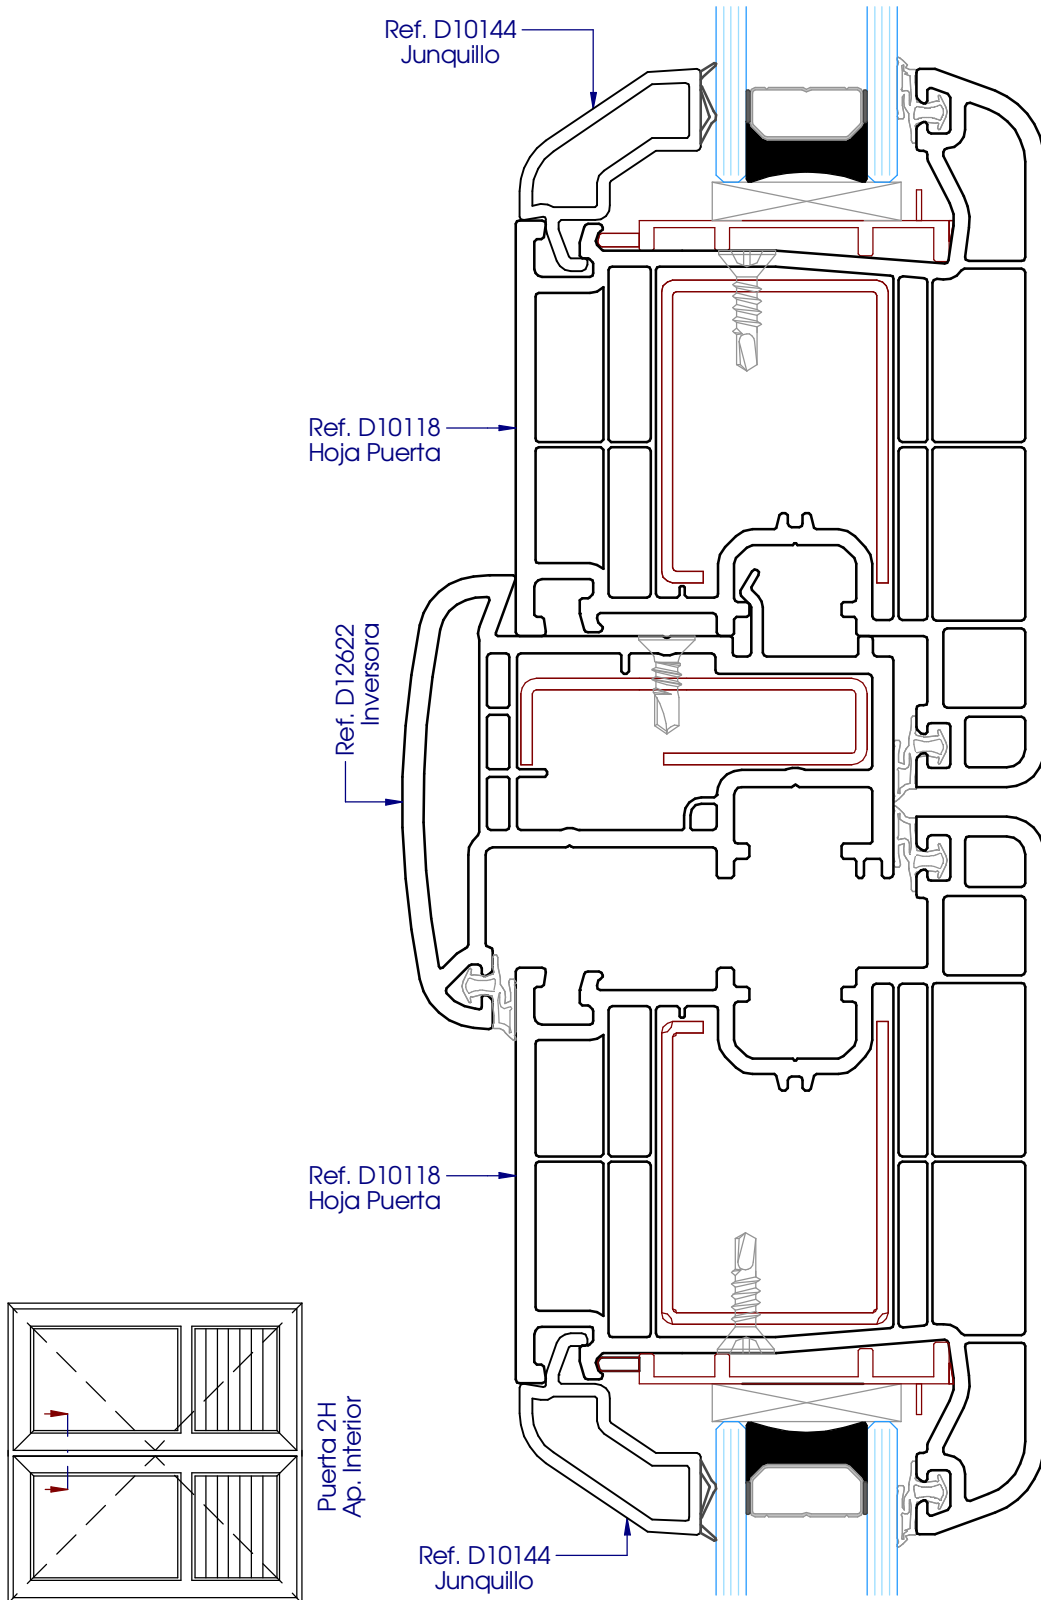 Ref. D10144
Junquillo
Ref. D10118
Hoja Puerta
Ref. D12622
Inversora
Ref. D10118
Hoja Puerta
Puerta 2H
Ap. Interior
Ref. D10144
Junquillo